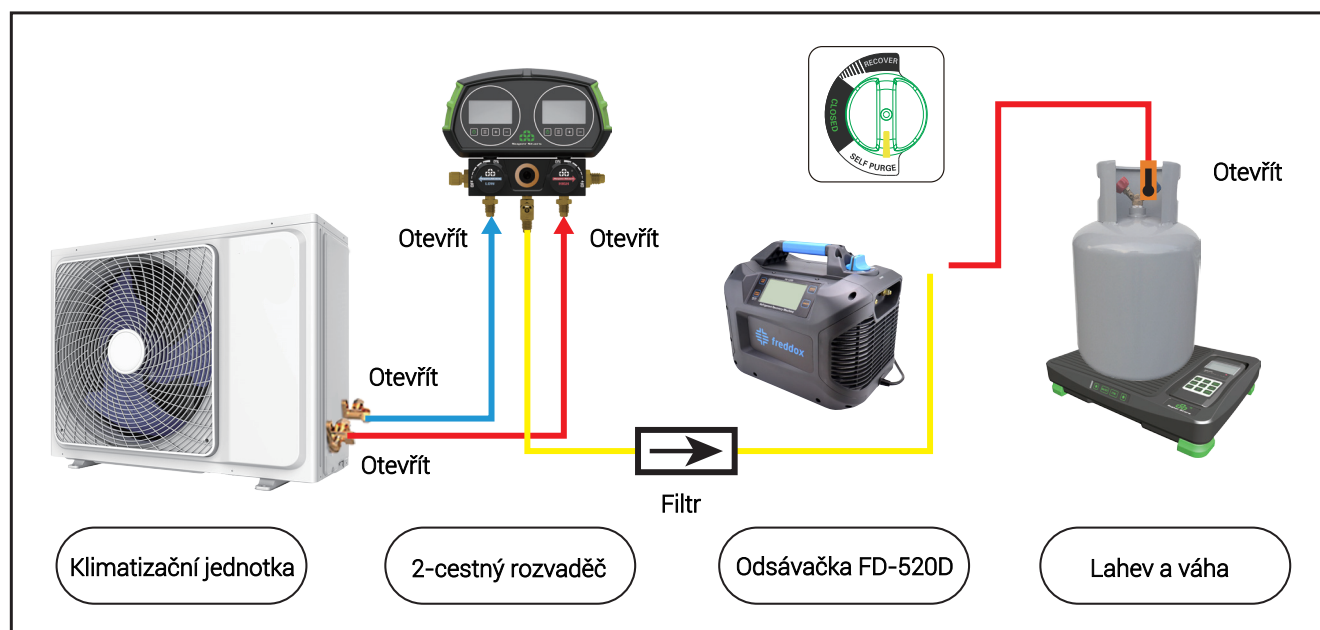 RECOVER
CLOSED
SELF PURGE
LOW
HIGH
Otevřít
Otevřít
Otevřít
Otevřít
Otevřít
freddox
Filtr
Klimatizační jednotka
2-cestný rozvaděč
Odsávačka FD-520D
Lahev a váha